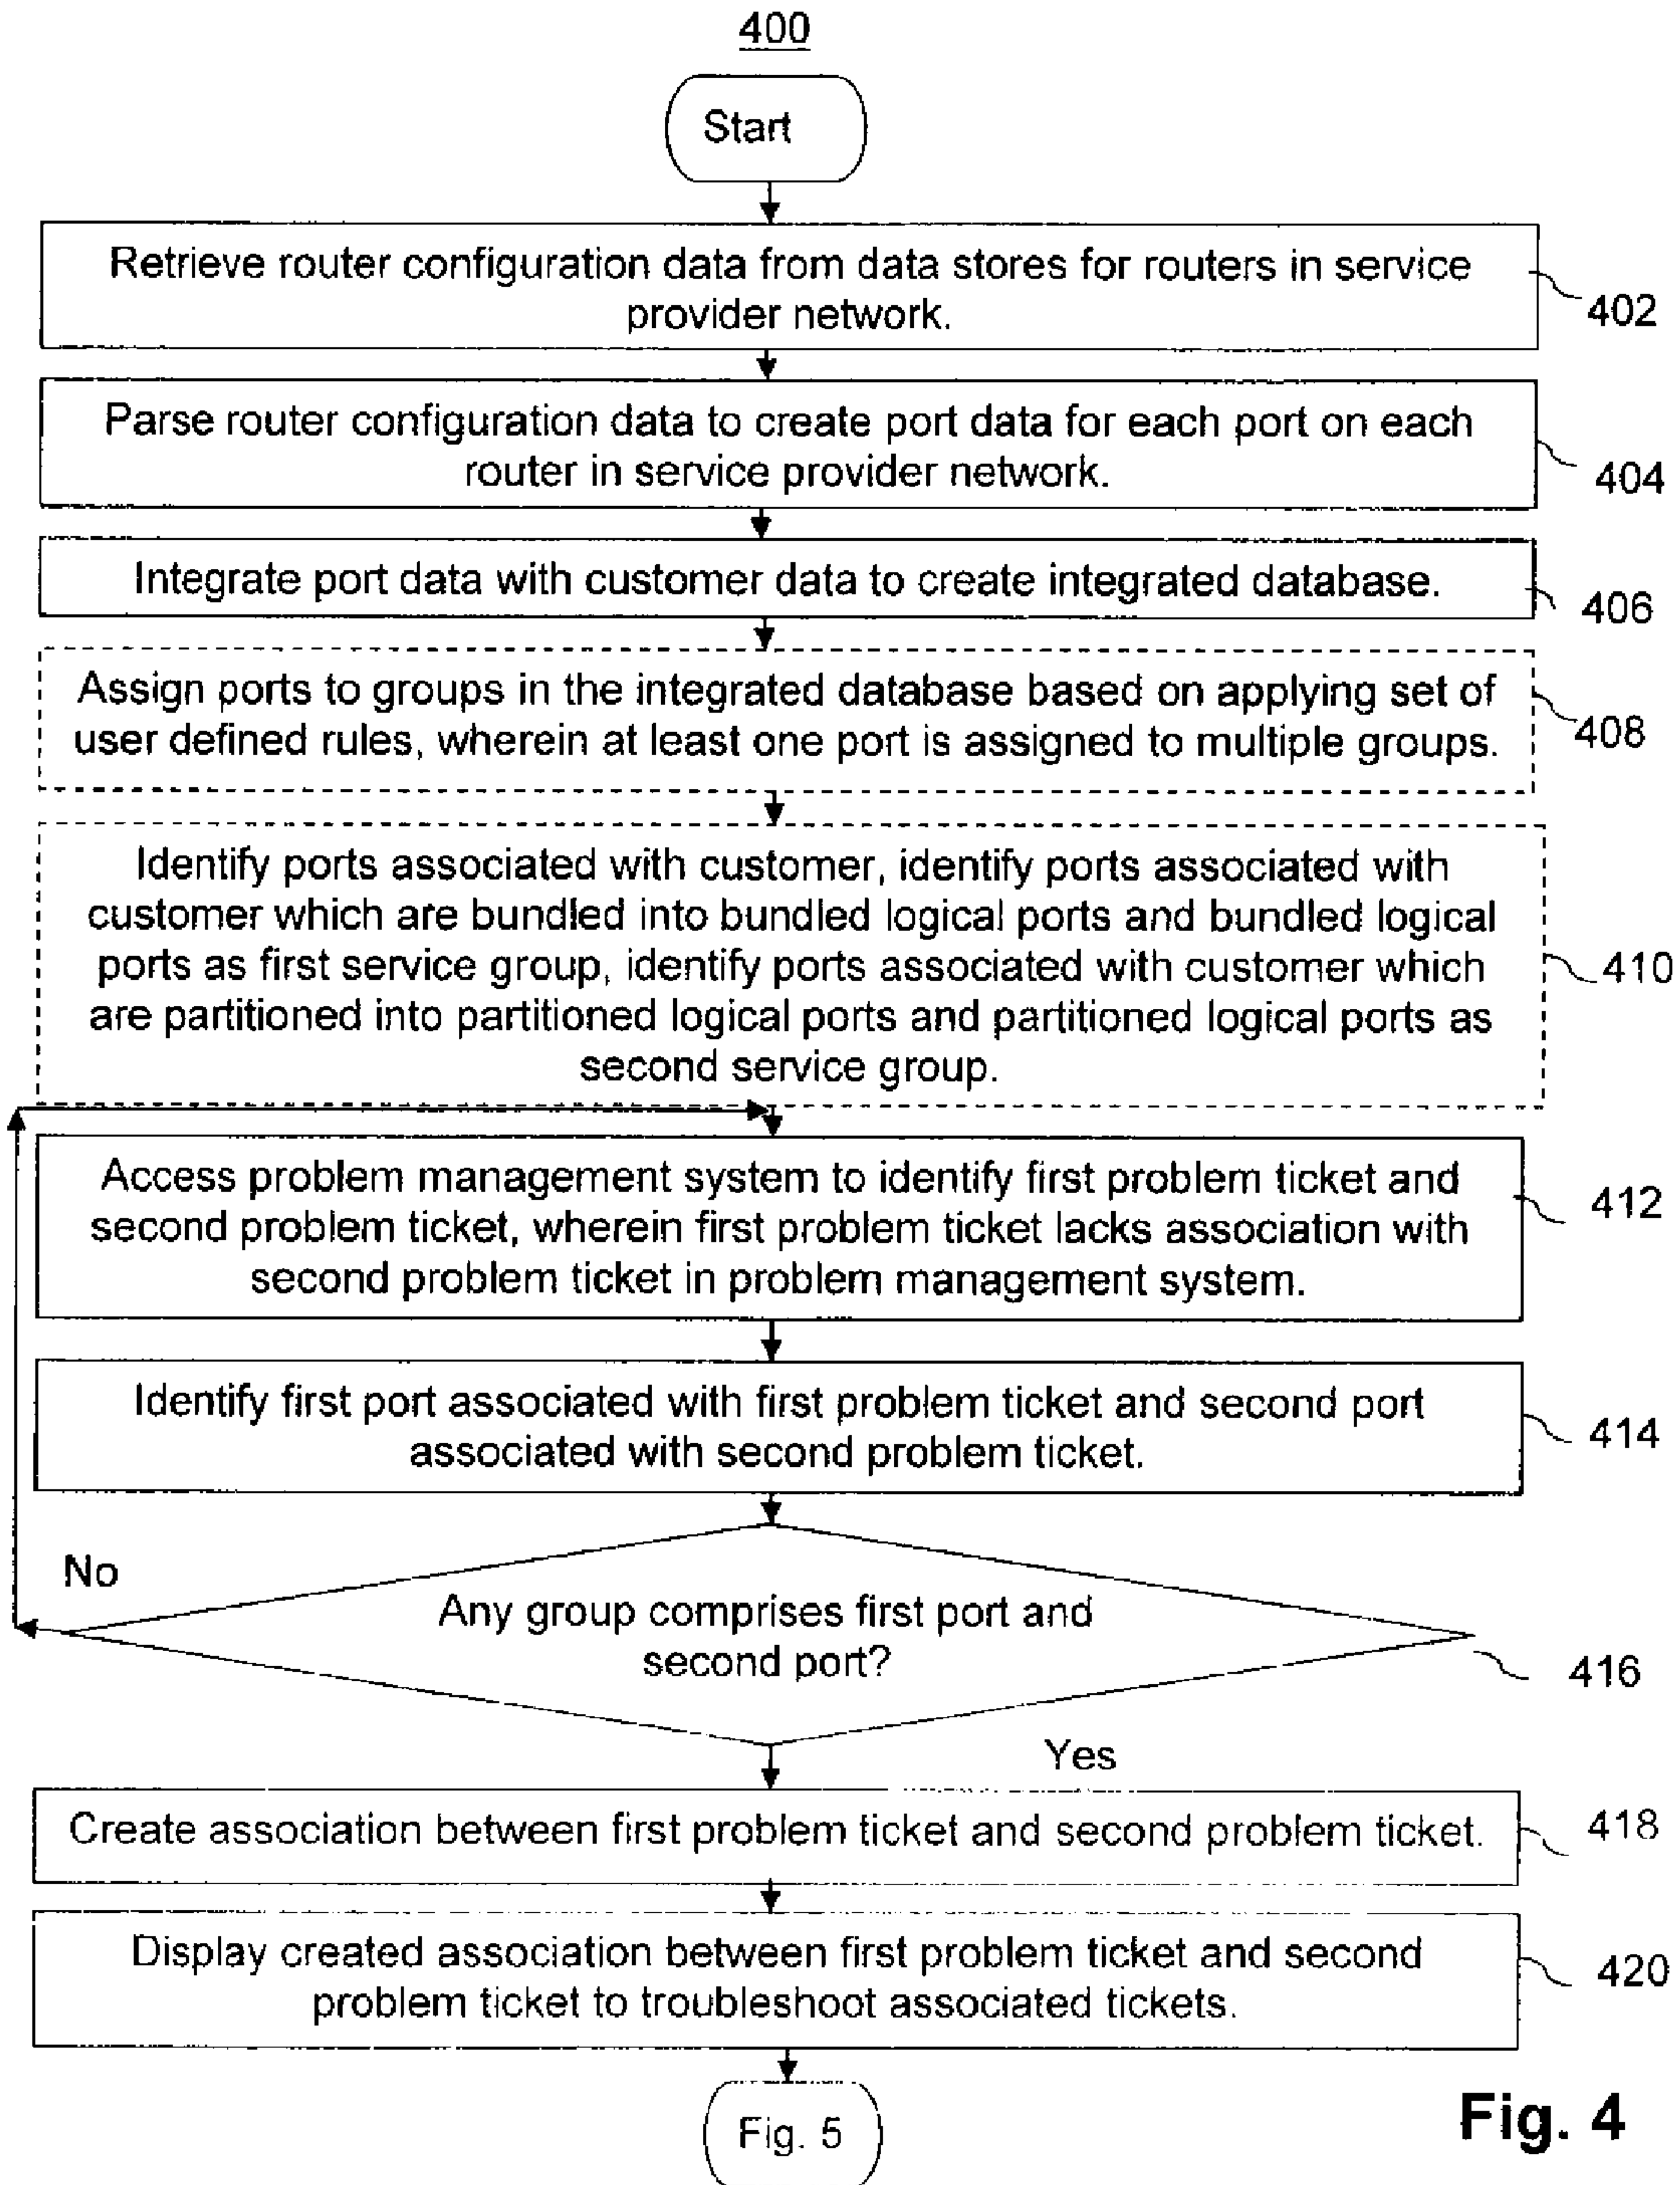 400
Start
Retrieve router configuration data from data stores for routers in service
provider network.
402
Parse router configuration data to create port data for each port on each
router in service provider network.
404
Integrate port data with customer data to create integrated database.
406
Assign ports to groups in the integrated database based on applying set of
user defined rules, wherein at least one port is assigned to multiple groups.
408
Identify ports associated with customer, identify ports associated with
customer which are bundled into bundled logical ports and bundled logical
ports as first service group, identify ports associated with customer which
are partitioned into partitioned logical ports and partitioned logical ports as
second service group.
410
Access problem management system to identify first problem ticket and
second problem ticket, wherein first problem ticket lacks association with
second problem ticket in problem management system.
412
Identify first port associated with first problem ticket and second port
associated with second problem ticket.
414
No
Any group comprises first port and
second port?
416
Yes
Create association between first problem ticket and second problem ticket.
418
Display created association between first problem ticket and second
problem ticket to troubleshoot associated tickets.
420
Fig. 5
Fig. 4